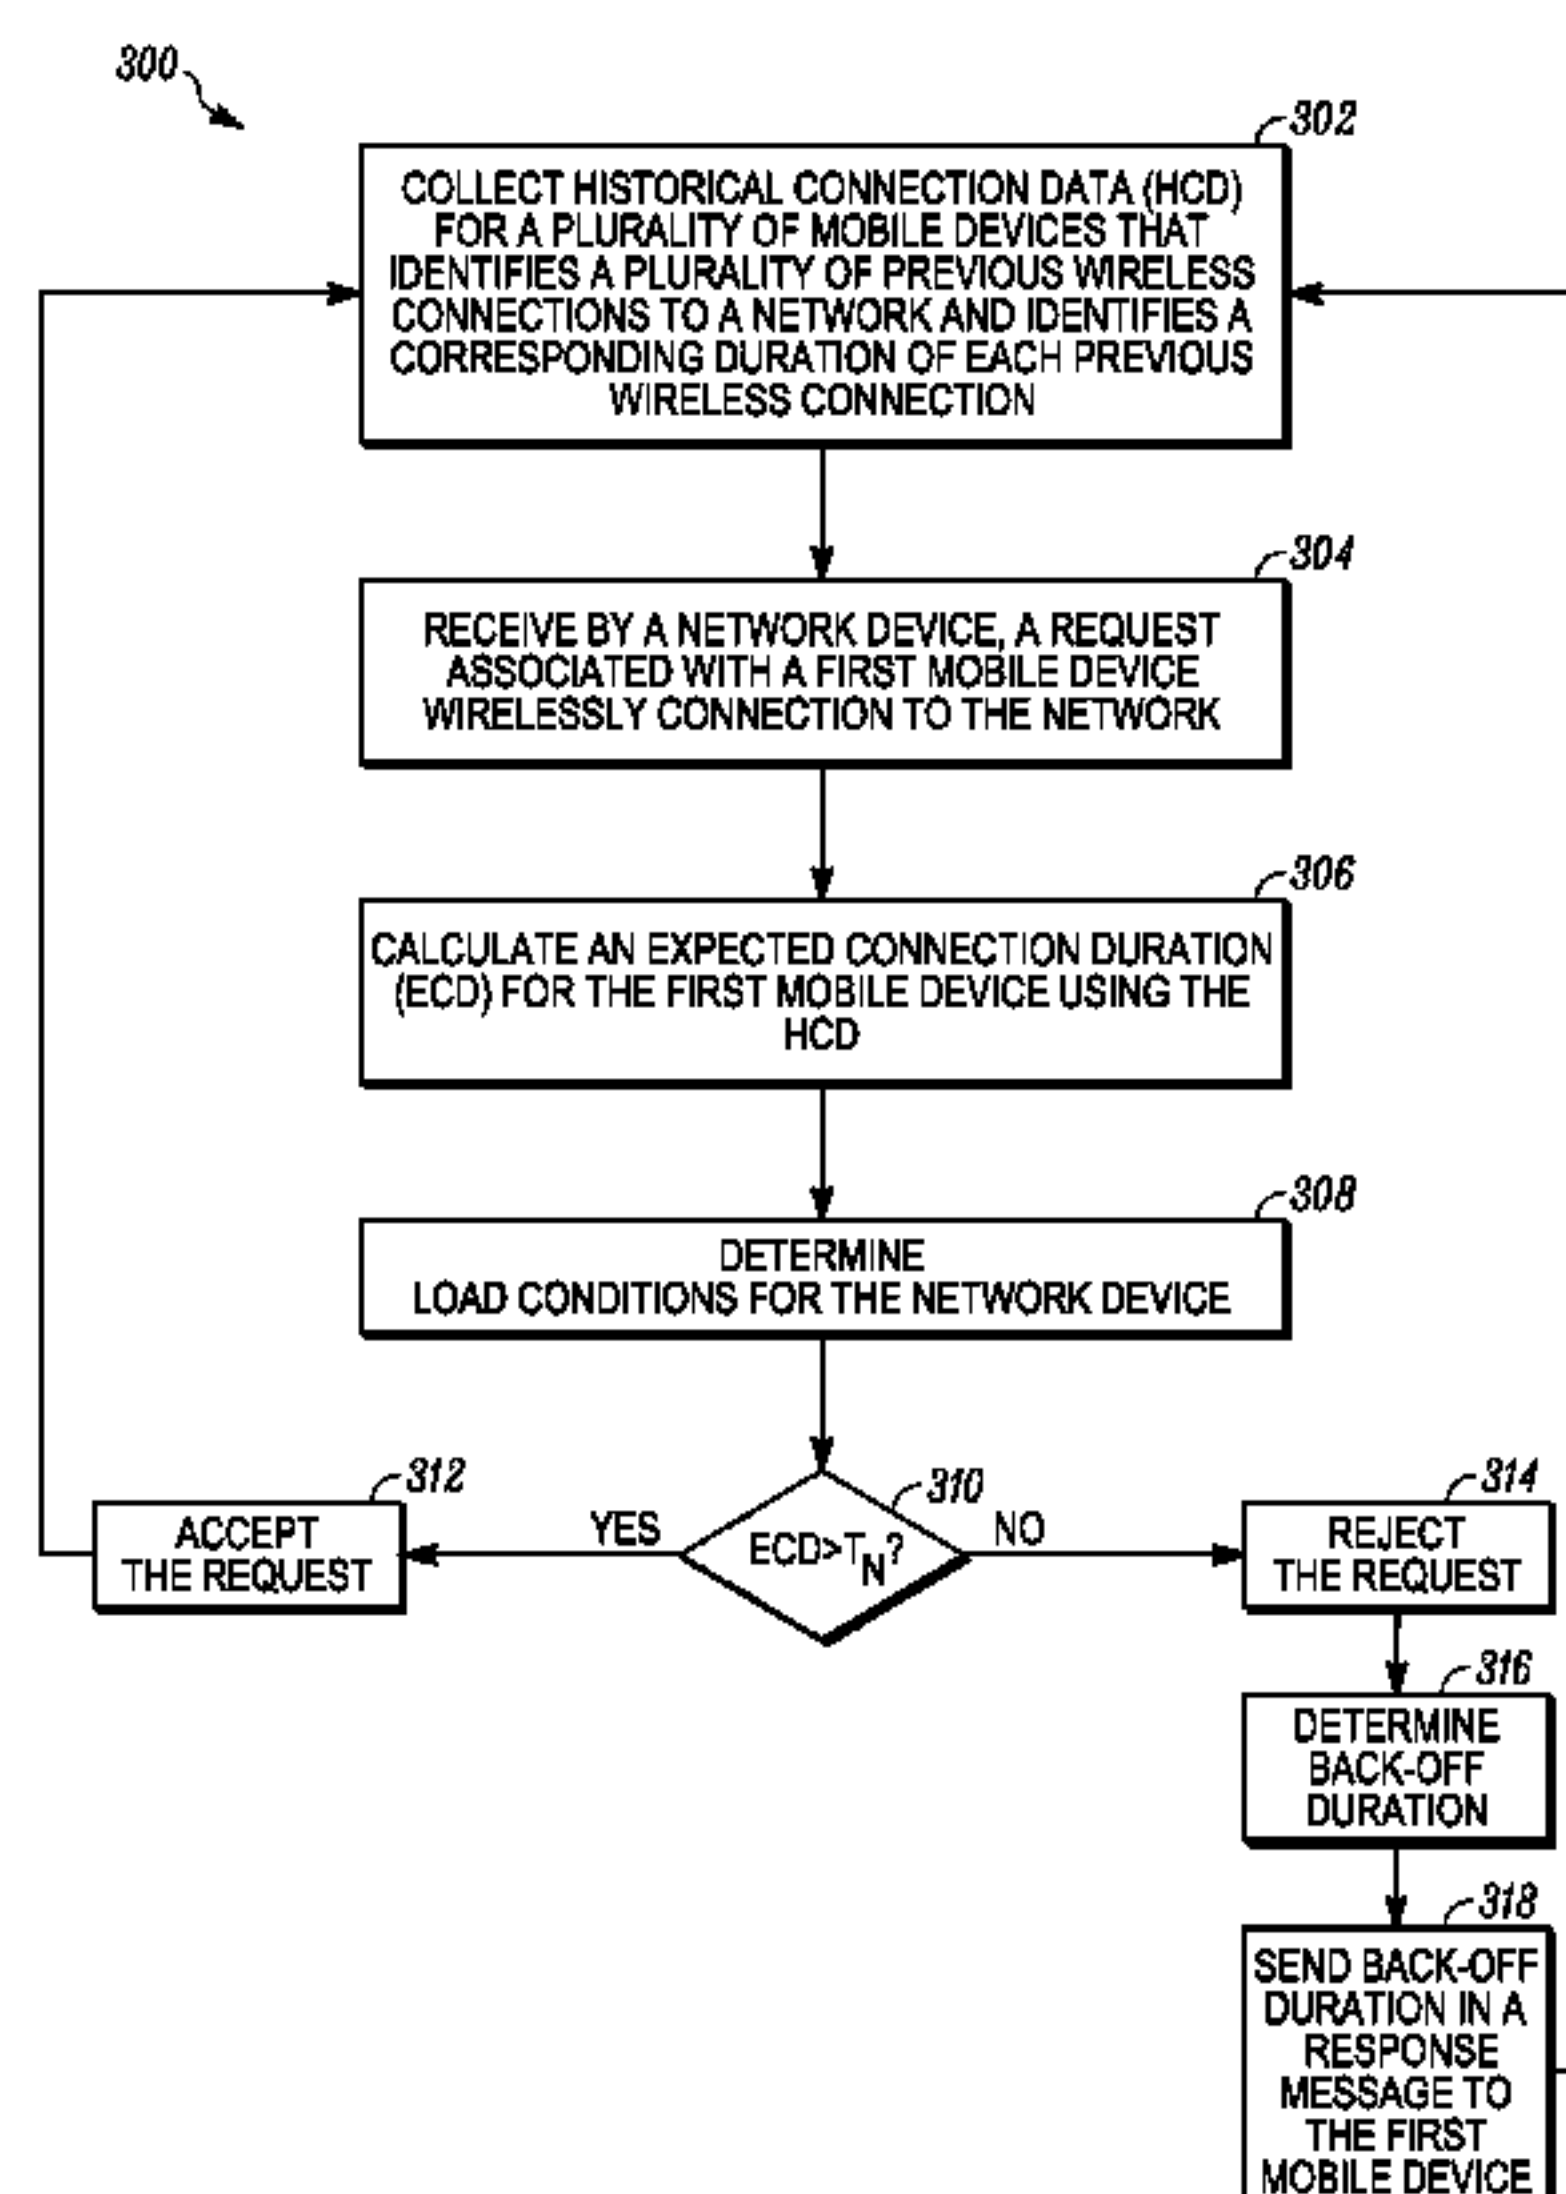 300
302
COLLECT HISTORICAL CONNECTION DATA (HCD)
FOR A PLURALITY OF MOBILE DEVICES THAT
IDENTIFIES A PLURALITY OF PREVIOUS WIRELESS
CONNECTIONS TO A NETWORK AND IDENTIFIES A
CORRESPONDING DURATION OF EACH PREVIOUS
WIRELESS CONNECTION
304
RECEIVE BY A NETWORK DEVICE, A REQUEST
ASSOCIATED WITH A FIRST MOBILE DEVICE
WIRELESSLY CONNECTION TO THE NETWORK
306
CALCULATE AN EXPECTED CONNECTION DURATION
(ECD) FOR THE FIRST MOBILE DEVICE USING THE
HCD
308
DETERMINE
LOAD CONDITIONS FOR THE NETWORK DEVICE
310
ECD>TN?
YES
NO
312
ACCEPT
THE REQUEST
314
REJECT
THE REQUEST
316
DETERMINE
BACK-OFF
DURATION
318
SEND BACK-OFF
DURATION IN A
RESPONSE
MESSAGE TO
THE FIRST
MOBILE DEVICE